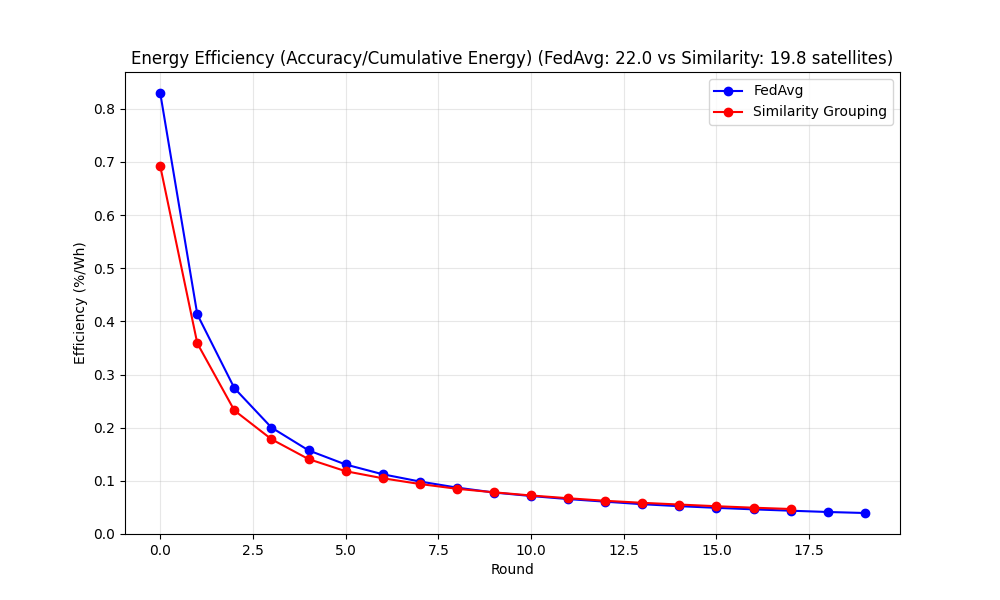 Energy Efficiency (Accuracy/Cumulative Energy) (FedAvg: 22.0 vs Similarity: 19.8 satellites)
FedAvg
Similarity Grouping
Efficiency (%/Wh)
0.8
0.7
0.6
0.5
0.4
0.3
0.2
0.1
0.0
0.0 2.5 5.0 7.5 10.0 12.5 15.0 17.5
Round